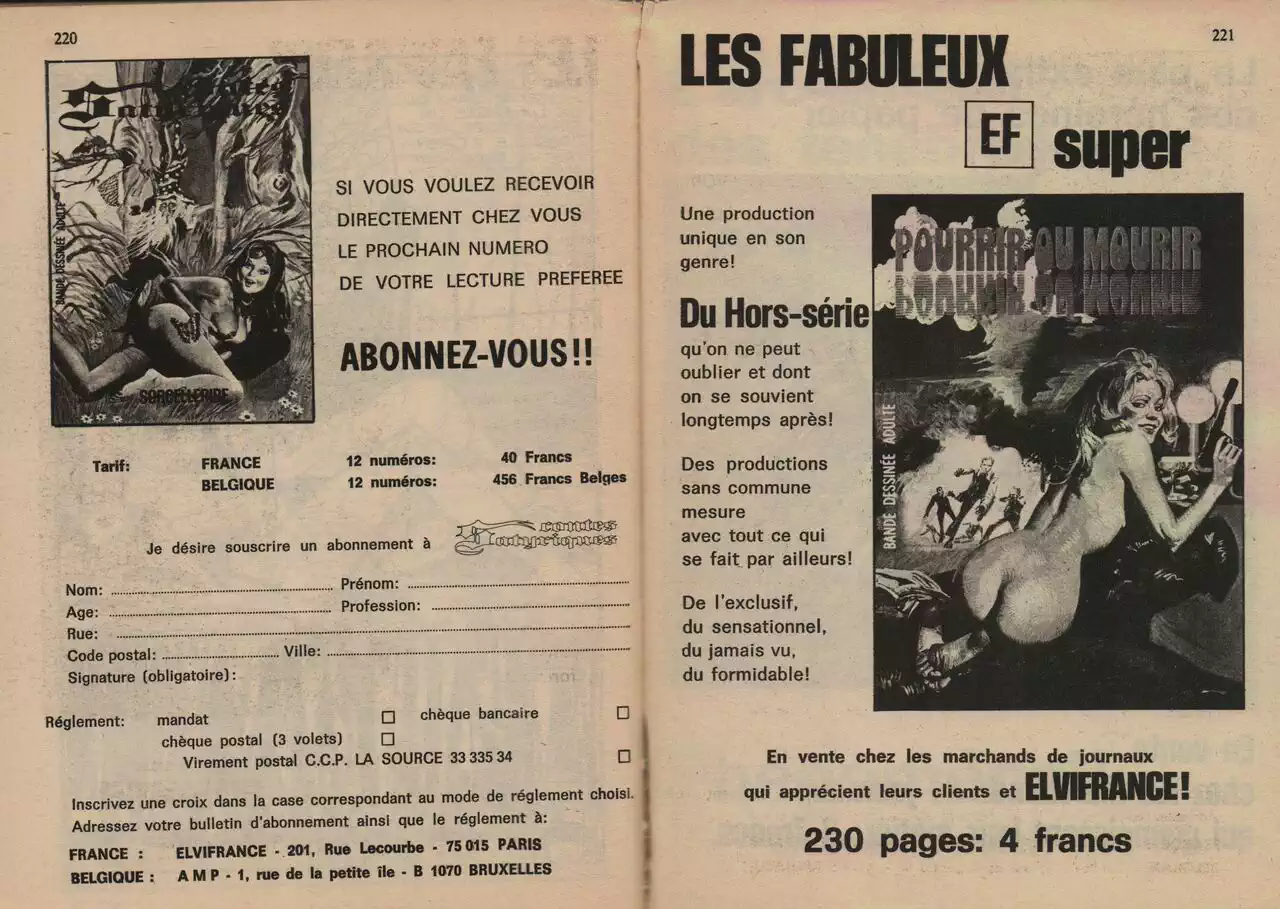 220
Contes
Satyriques
BANDE DESSINÉE ADULTE
SORCELLERIRE
SI VOUS VOULEZ RECEVOIR
DIRECTEMENT CHEZ VOUS
LE PROCHAIN NUMERO
DE VOTRE LECTURE PREFEREE
ABONNEZ-VOUS!!
Tarif: FRANCE 12 numéros: 40 Francs
BELGIQUE 12 numéros: 456 Francs Belges
Je désire souscrire un abonnement à contes Satyriques
Nom: Prénom:
Age: Profession:
Rue:
Code postal: Ville:
Signature (obligatoire):
Réglement: mandat □ chèque bancaire □
chèque postal (3 volets) □
Virement postal C.C.P. LA SOURCE 33 335 34 □
Inscrivez une croix dans la case correspondant au mode de réglement choisi.
Adressez votre bulletin d'abonnement ainsi que le réglement à:
FRANCE : ELVIFRANCE - 201, Rue Lecourbe - 75 015 PARIS
BELGIQUE : A M P - 1, rue de la petite île - B 1070 BRUXELLES
221
LES FABULEUX
EF super
Une production
unique en son
genre!
Du Hors-série
qu'on ne peut
oublier et dont
on se souvient
longtemps après!
Des productions
sans commune
mesure
avec tout ce qui
se fait par ailleurs!
De l'exclusif,
du sensationnel,
du jamais vu,
du formidable!
POURRIR OU MOURIR
BANDE DESSINÉE ADULTE
En vente chez les marchands de journaux
qui apprécient leurs clients et ELVIFRANCE!
230 pages: 4 francs